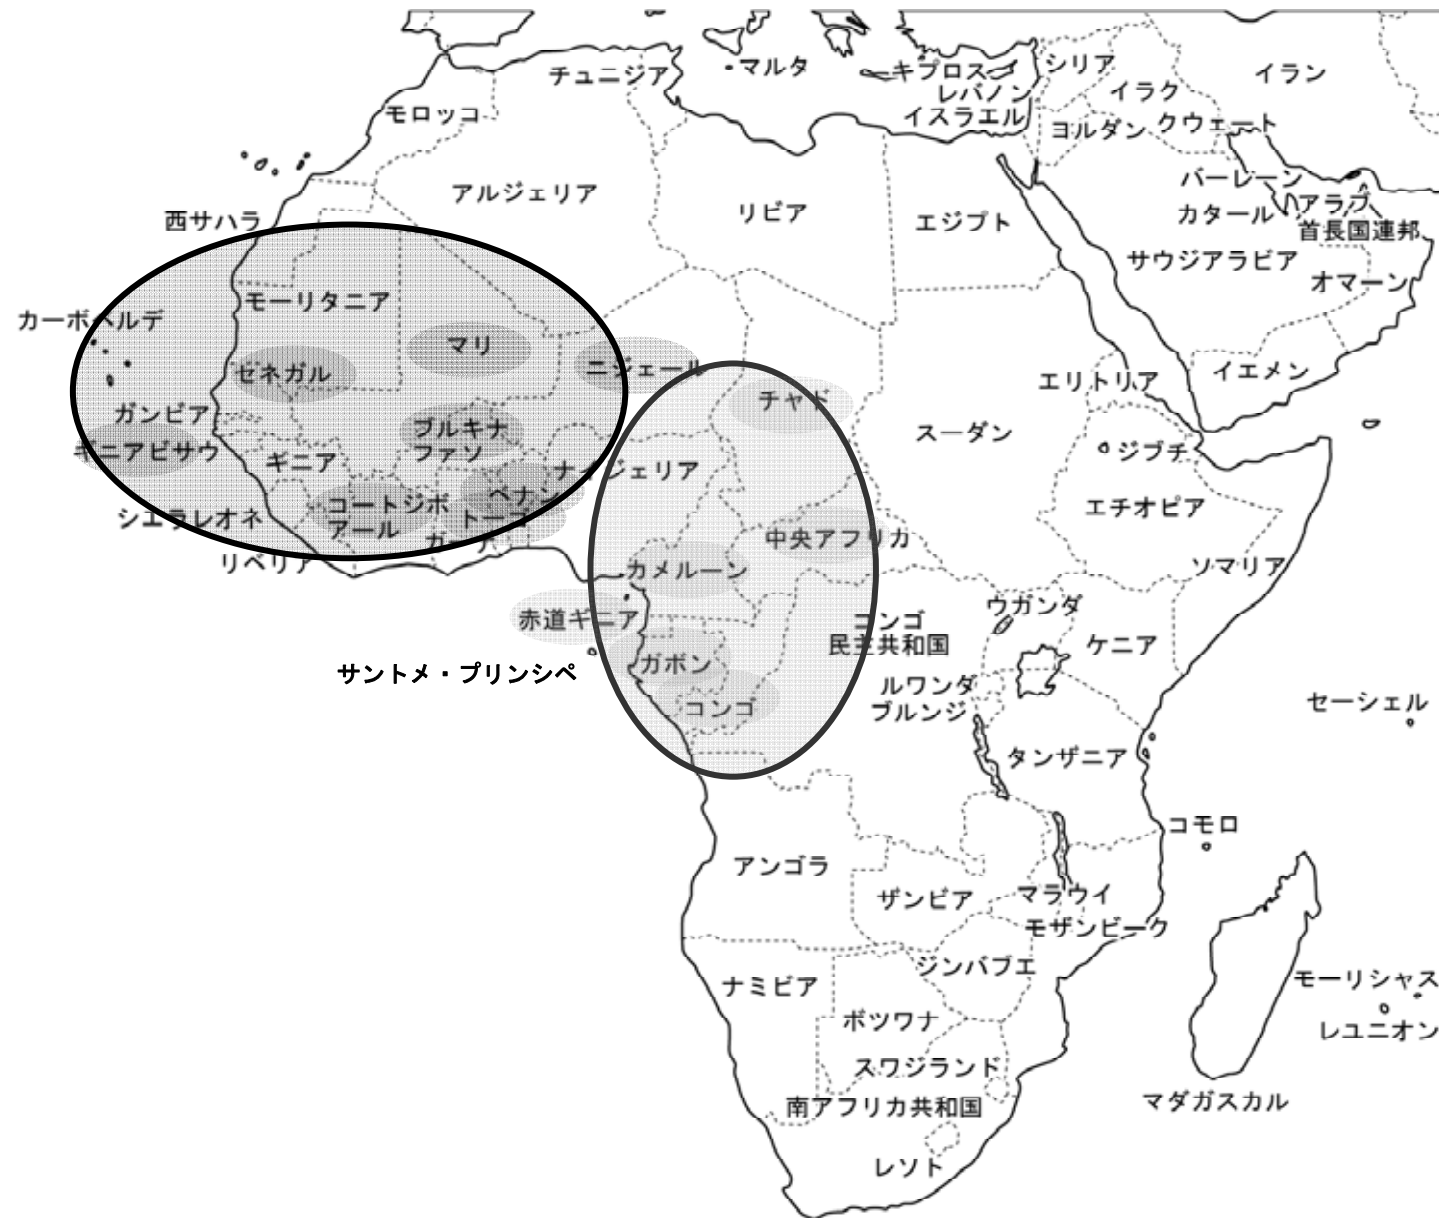 チュニジア
マルタ
キプロス
シリア
イラン
レバノン
イラク
モロッコ
イスラエル
ヨルダン
クウェート
アルジェリア
リビア
エジプト
バーレーン
カタール
アラブ
首長国連邦
西サハラ
サウジアラビア
オマーン
モーリタニア
カーボベルデ
マリ
セネガル
ニジェール
チャド
エリトリア
イエメン
ガンビア
ブルキナ
ファソ
スーダン
ギニアビサウ
ギニア
ナイジェリア
ジブチ
コートジボ
アール
ベナン
トーゴ
エチオピア
シエラレオネ
ガーナ
中央アフリカ
リベリア
カメルーン
ソマリア
赤道ギニア
コンゴ
民主共和国
ウガンダ
ケニア
サントメ・プリンシペ
ガボン
ルワンダ
ブルンジ
コンゴ
セーシェル
タンザニア
コモロ
アンゴラ
ザンビア
マラウイ
モザンビーク
ナミビア
ジンバブエ
モーリシャス
ボツワナ
レユニオン
スワジランド
南アフリカ共和国
マダガスカル
レソト